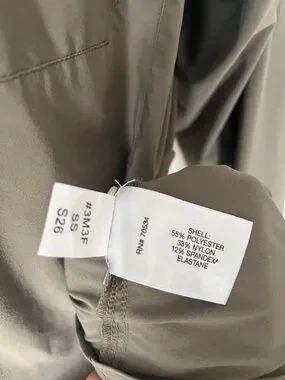 #3M3F
SS
S26
RN# 70534
SHELL:
55% POLYESTER
33% NYLON
12% SPANDEX/
ELASTANE